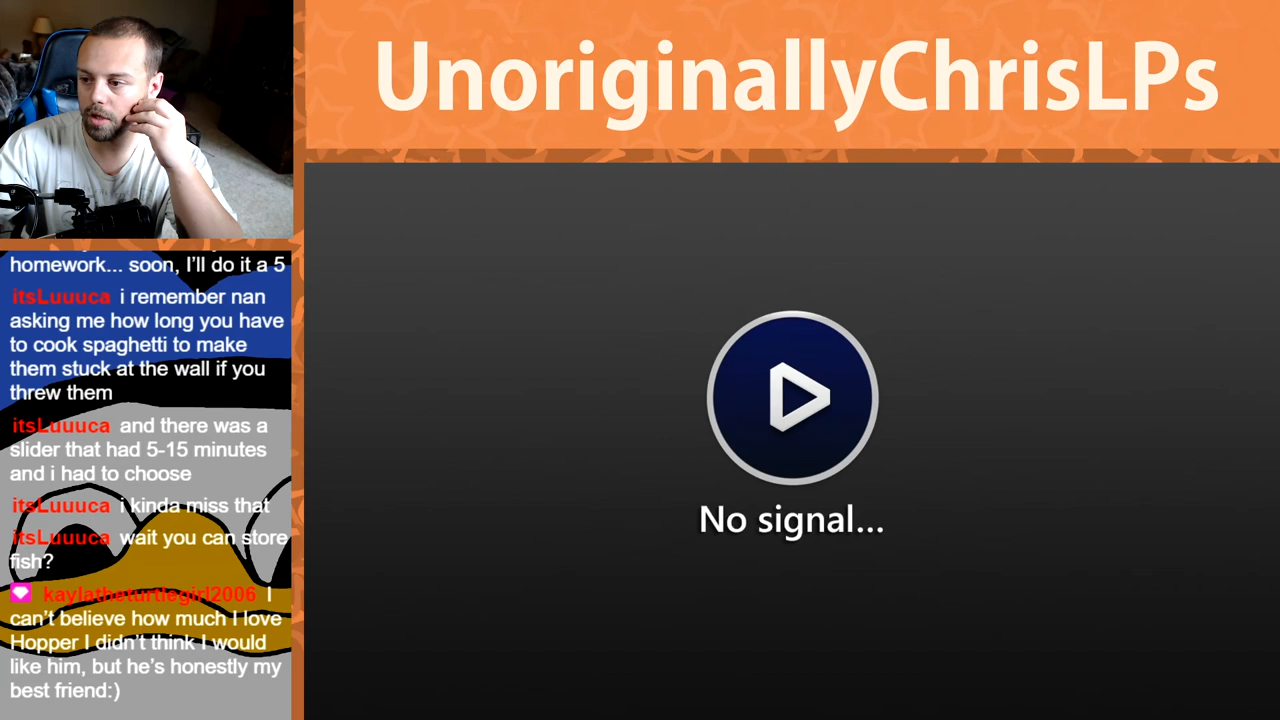 UnoriginallyChrisLPs
homework... soon, I'll do it a 5
itsLuuuca i remember nan
asking me how long you have
to cook spaghetti to make
them stuck at the wall if you
threw them
itsLuuuca and there was a
slider that had 5-15 minutes
and i had to choose
itsLuuuca i kinda miss that
itsLuuuca wait you can store
fish?
kaylatheturtlegirl2006 I
can't believe how much I love
Hopper I didn't think I would
like him, but he's honestly my
best friend:)
No signal...